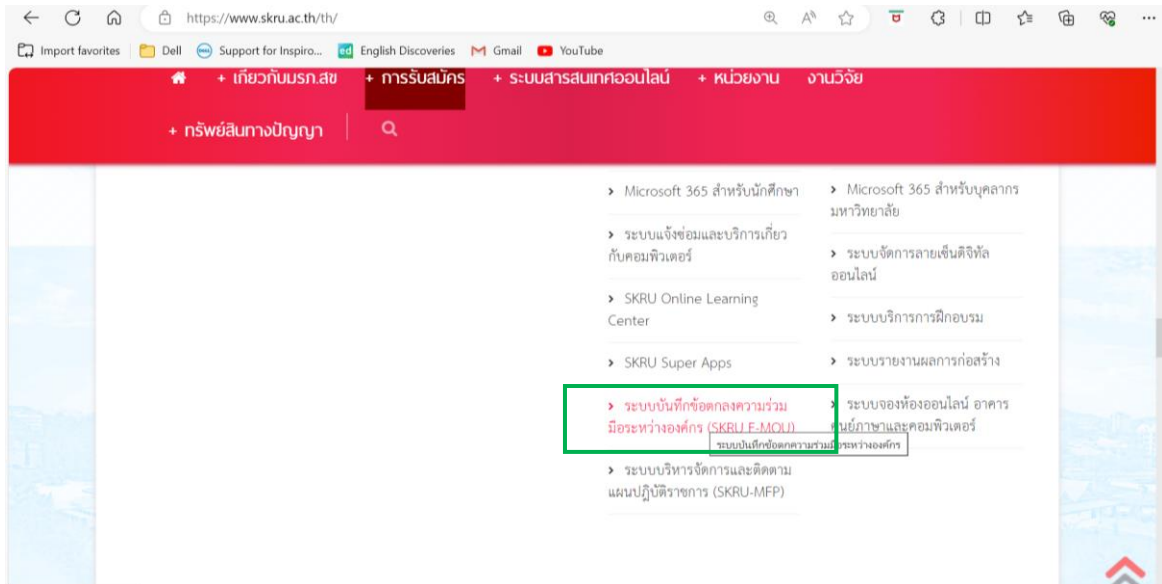 https://www.skru.ac.th/th/
Import favorites
Dell
Support for Inspiro...
English Discoveries
Gmail
YouTube
+ เกี่ยวกับมรภ.สข
+ การรับสมัคร
+ ระบบสารสนเทศออนไลน์
+ หน่วยงาน
งานวิจัย
+ ทรัพย์สินทางปัญญา
› Microsoft 365 สำหรับนักศึกษา
› ระบบแจ้งซ่อมและบริการเกี่ยว
กับคอมพิวเตอร์
› SKRU Online Learning
Center
› SKRU Super Apps
› ระบบบันทึกข้อตกลงความร่วม
มือระหว่างองค์กร (SKRU E-MOU)
ระบบบันทึกข้อตกความร่วมมือระหว่างองค์กร
› ระบบบริหารจัดการและติดตาม
แผนปฏิบัติราชการ (SKRU-MFP)
› Microsoft 365 สำหรับบุคลากร
มหาวิทยาลัย
› ระบบจัดการลายเซ็นดิจิทัล
ออนไลน์
› ระบบบริการการฝึกอบรม
› ระบบรายงานผลการก่อสร้าง
› ระบบจองห้องออนไลน์ อาคาร
ศูนย์ภาษาและคอมพิวเตอร์